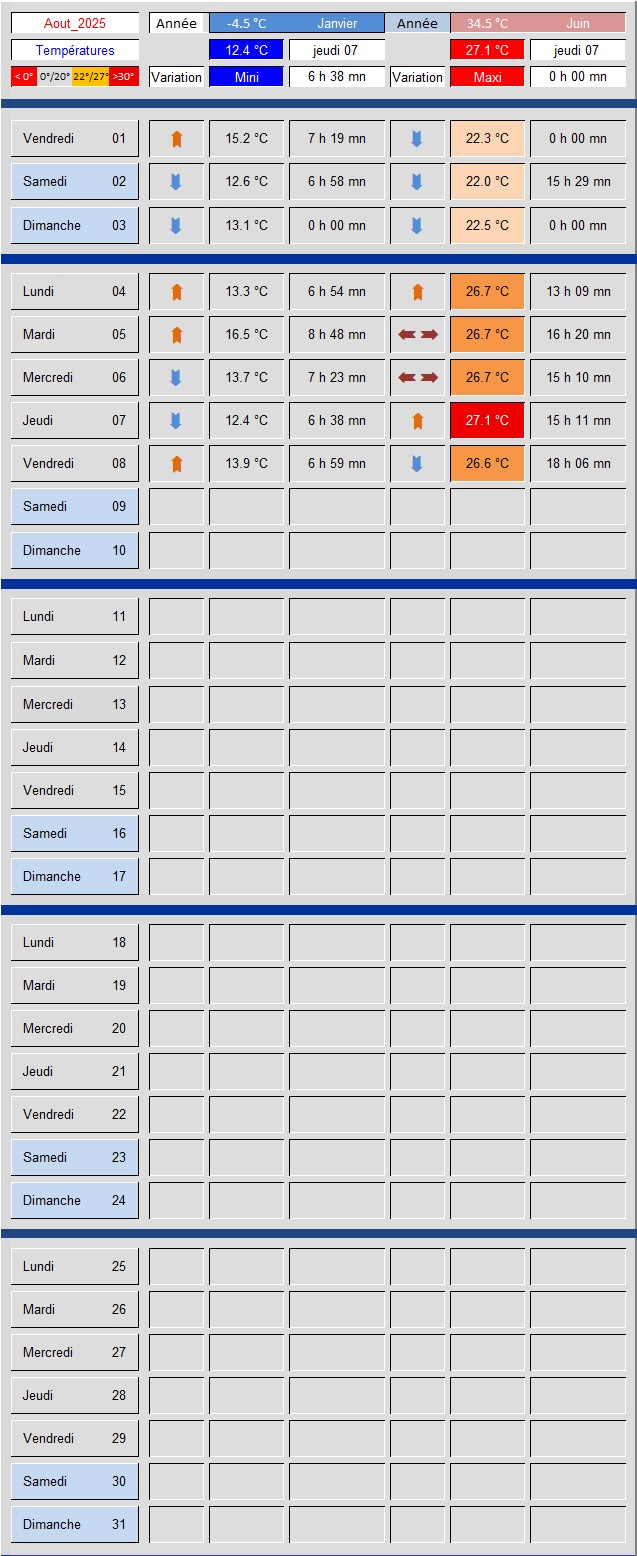 Aout_2025 Année -4.5 °C Janvier Année 34.5 °C Juin
Températures 12.4 °C jeudi 07 27.1 °C jeudi 07
< 0° 0°/20° 22°/27° >30° Variation Mini 6 h 38 mn Variation Maxi 0 h 00 mn
Vendredi 01 15.2 °C 7 h 19 mn 22.3 °C 0 h 00 mn
Samedi 02 12.6 °C 6 h 58 mn 22.0 °C 15 h 29 mn
Dimanche 03 13.1 °C 0 h 00 mn 22.5 °C 0 h 00 mn
Lundi 04 13.3 °C 6 h 54 mn 26.7 °C 13 h 09 mn
Mardi 05 16.5 °C 8 h 48 mn 26.7 °C 16 h 20 mn
Mercredi 06 13.7 °C 7 h 23 mn 26.7 °C 15 h 10 mn
Jeudi 07 12.4 °C 6 h 38 mn 27.1 °C 15 h 11 mn
Vendredi 08 13.9 °C 6 h 59 mn 26.6 °C 18 h 06 mn
Samedi 09
Dimanche 10
Lundi 11
Mardi 12
Mercredi 13
Jeudi 14
Vendredi 15
Samedi 16
Dimanche 17
Lundi 18
Mardi 19
Mercredi 20
Jeudi 21
Vendredi 22
Samedi 23
Dimanche 24
Lundi 25
Mardi 26
Mercredi 27
Jeudi 28
Vendredi 29
Samedi 30
Dimanche 31